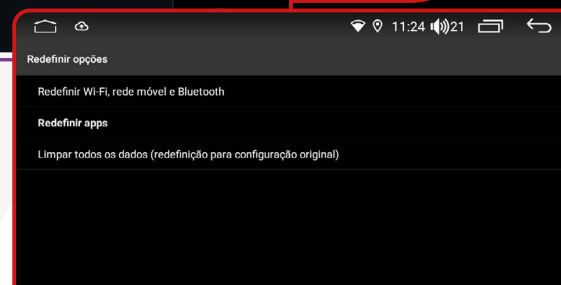 11:24 21
Redefinir opções
Redefinir Wi-Fi, rede móvel e Bluetooth
Redefinir apps
Limpar todos os dados (redefinição para configuração original)